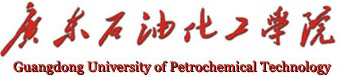 广东石油化工学院
Guangdong University of Petrochemical Technology